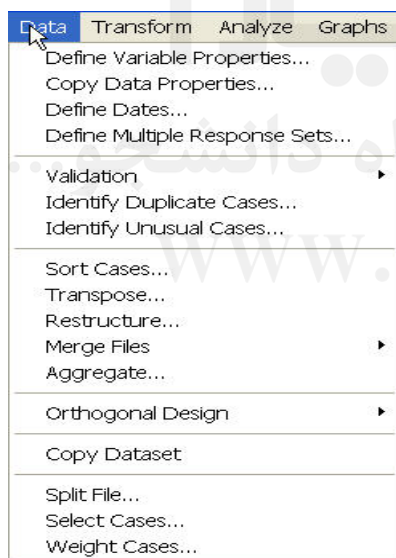 Data Transform Analyze Graphs
Define Variable Properties...
Copy Data Properties...
Define Dates...
Define Multiple Response Sets...
Validation
Identify Duplicate Cases...
Identify Unusual Cases...
Sort Cases...
Transpose...
Restructure...
Merge Files
Aggregate...
Orthogonal Design
Copy Dataset
Split File...
Select Cases...
Weight Cases...
دانشجو...
www.